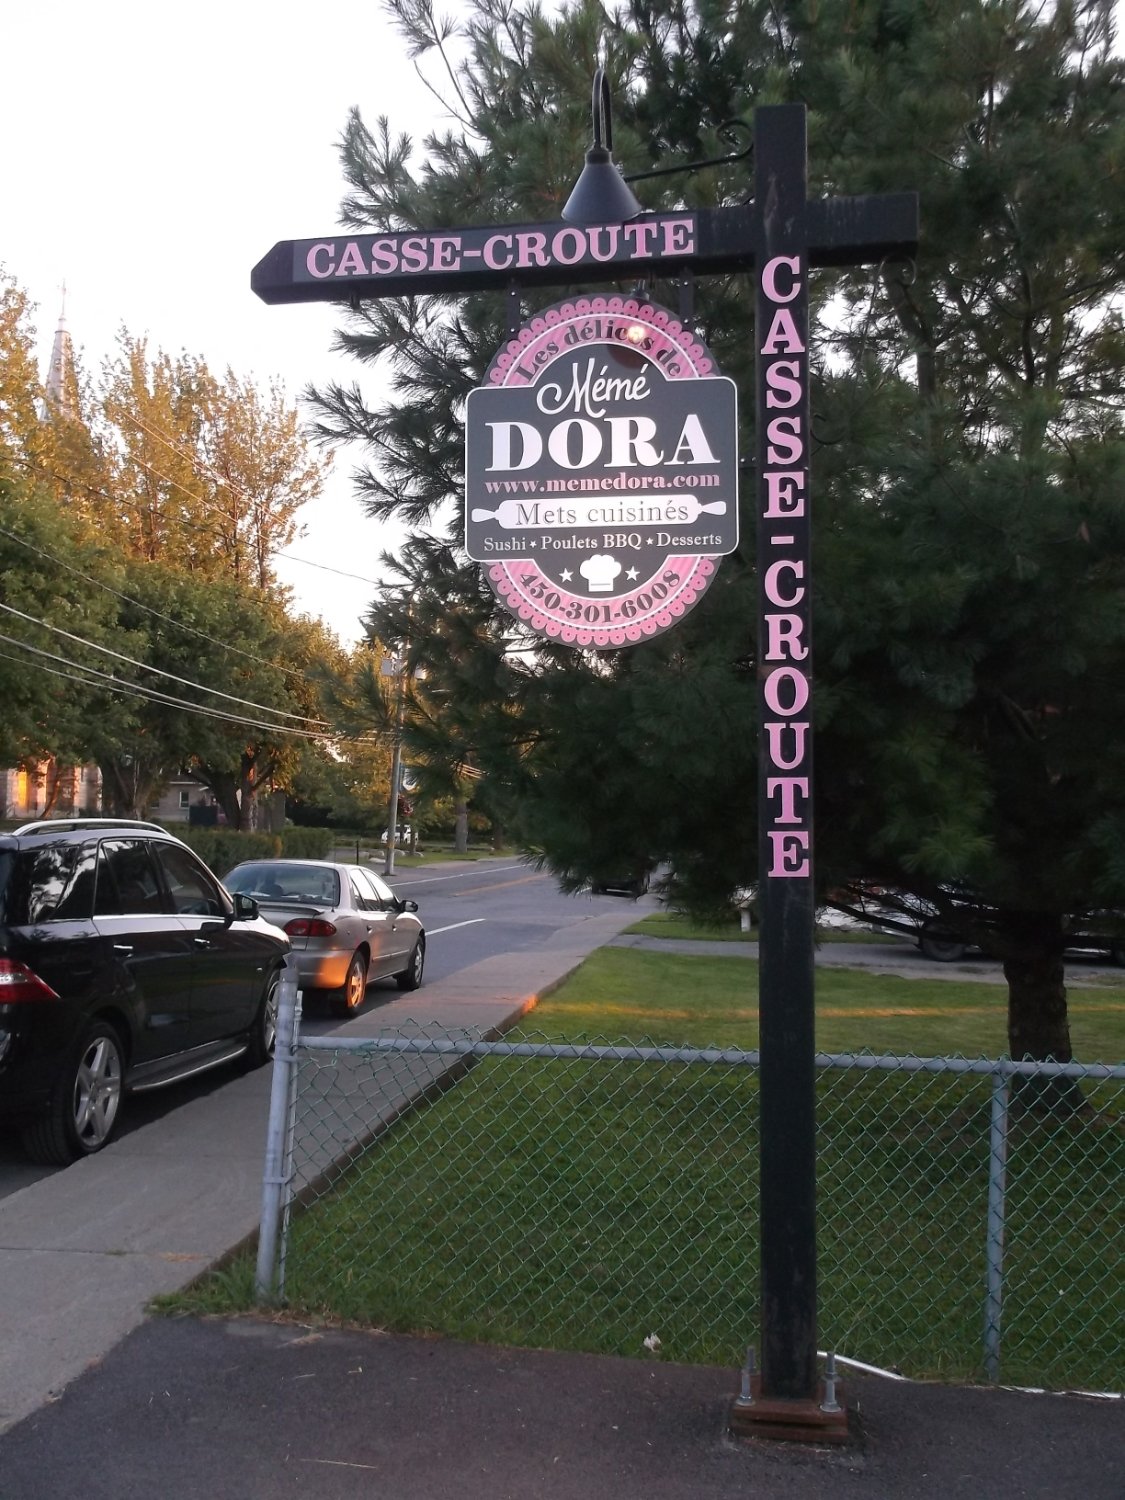 CASSE-CROUTE
Les délices de
Mémé
DORA
www.memedora.com
Mets cuisinés
Sushi ★ Poulets BBQ ★ Desserts
450-301-6008
CASSE-CROUTE